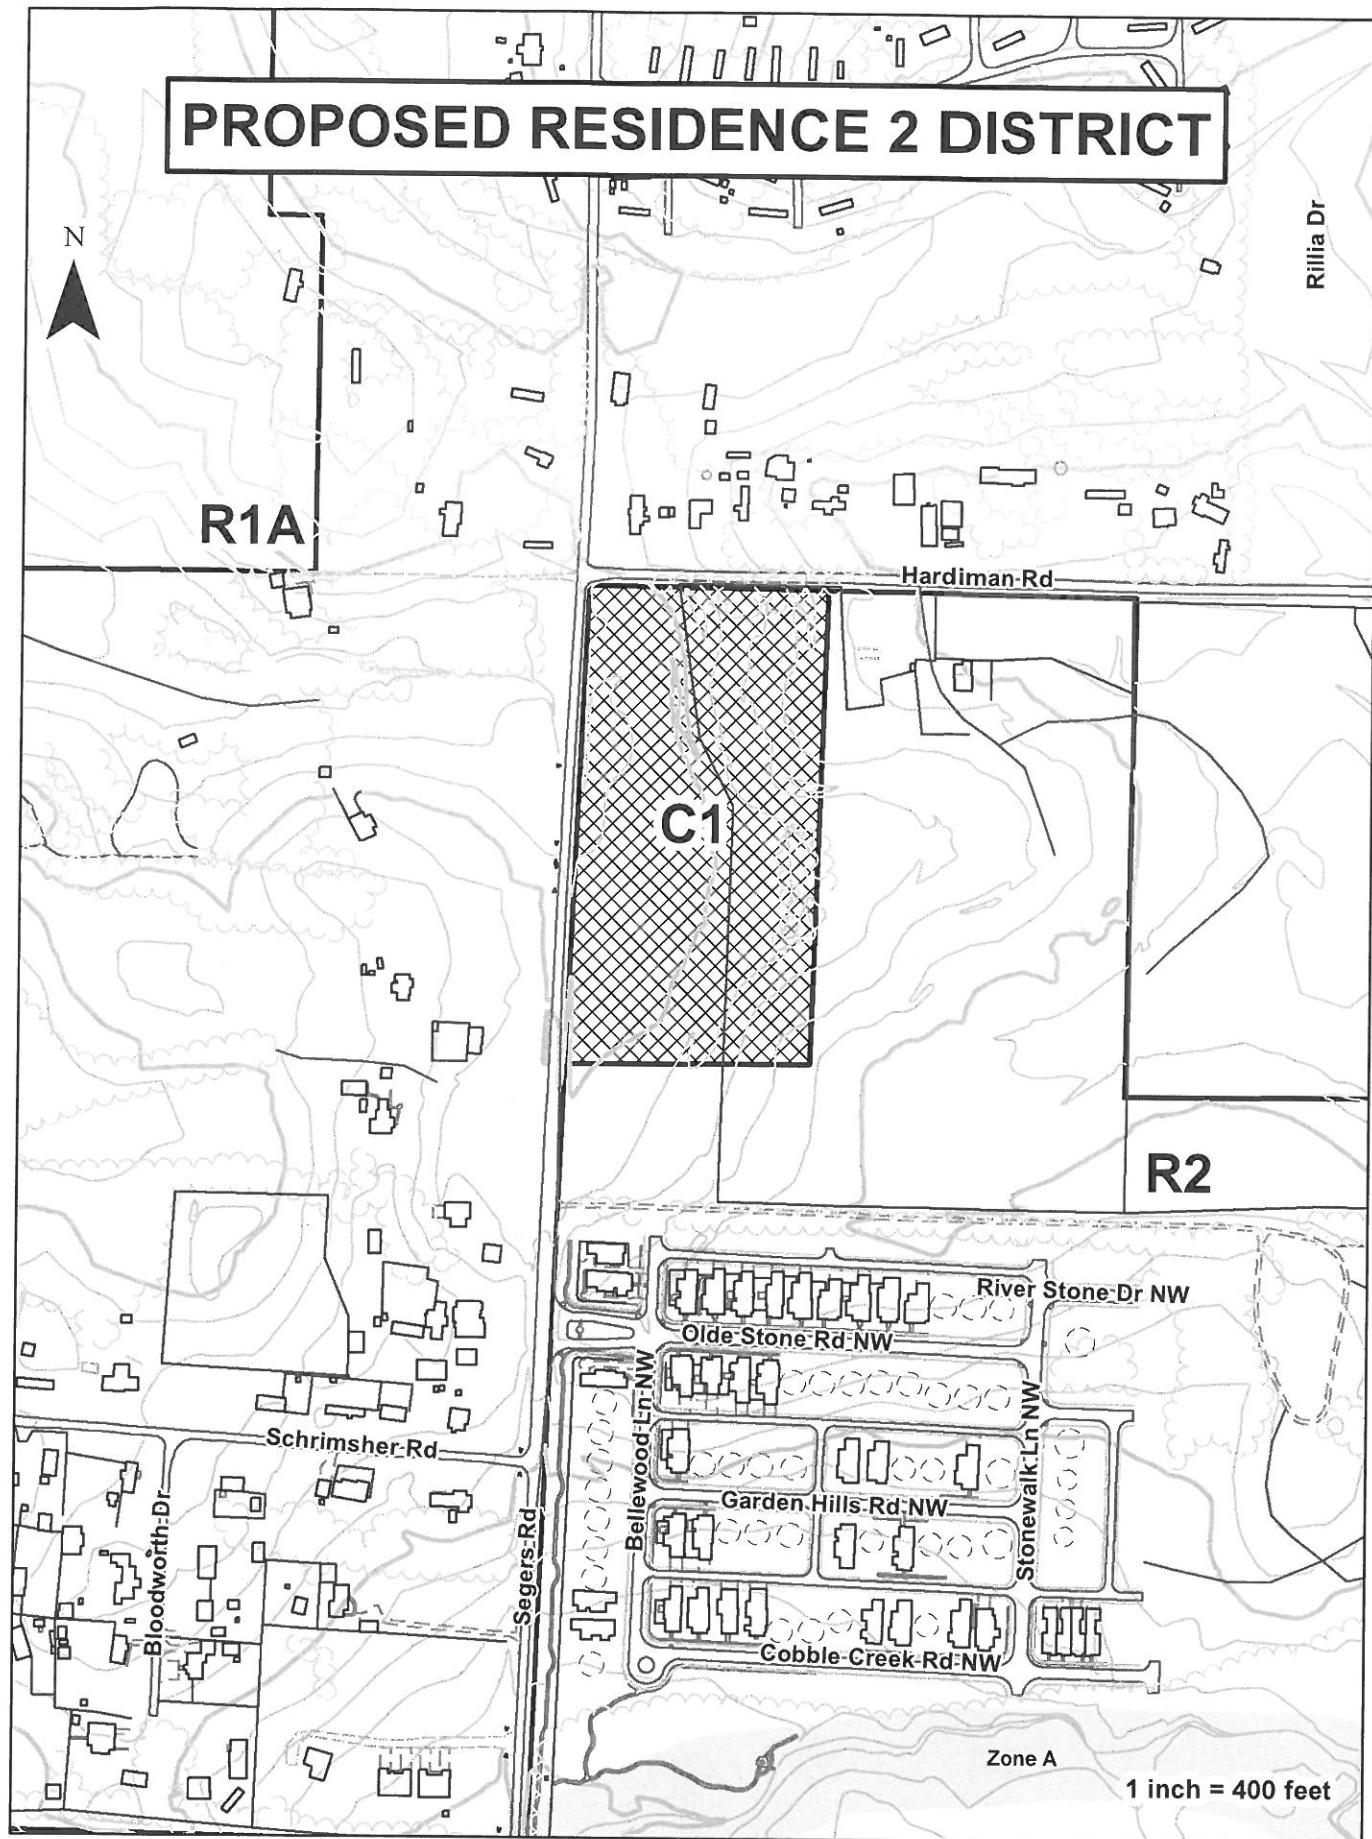 PROPOSED RESIDENCE 2 DISTRICT
N
Rillia Dr
R1A
Hardiman Rd
C1
R2
River Stone Dr NW
Olde Stone Rd NW
Bellewood Ln NW
Stonewalk Ln NW
Schrimsher Rd
Garden Hills Rd NW
Segers Rd
Bloodworth Dr
Cobble Creek Rd NW
Zone A
1 inch = 400 feet